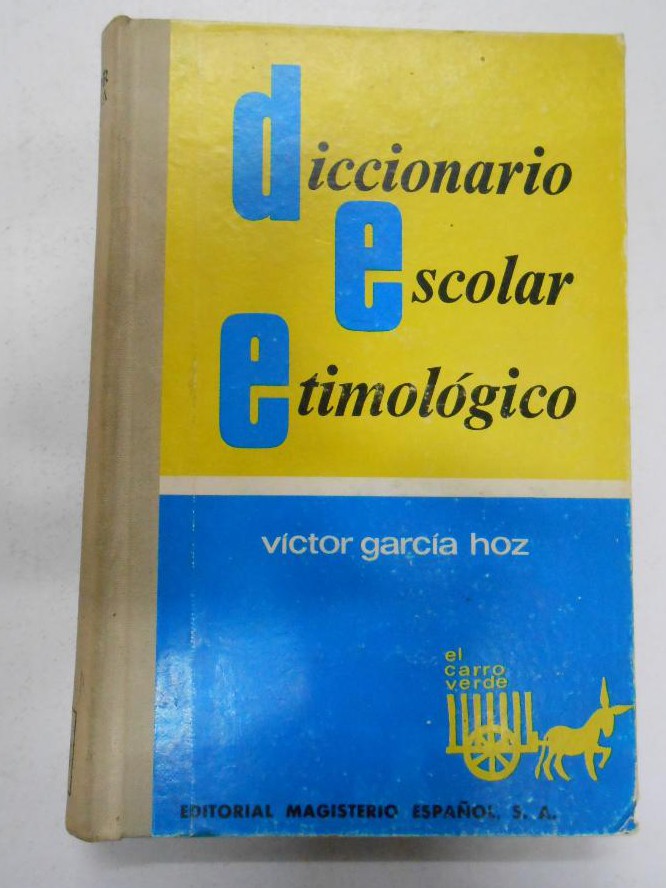 diccionario
escolar
etimológico
víctor garcía hoz
el
carro
verde
EDITORIAL MAGISTERIO ESPAÑOL, S. A.